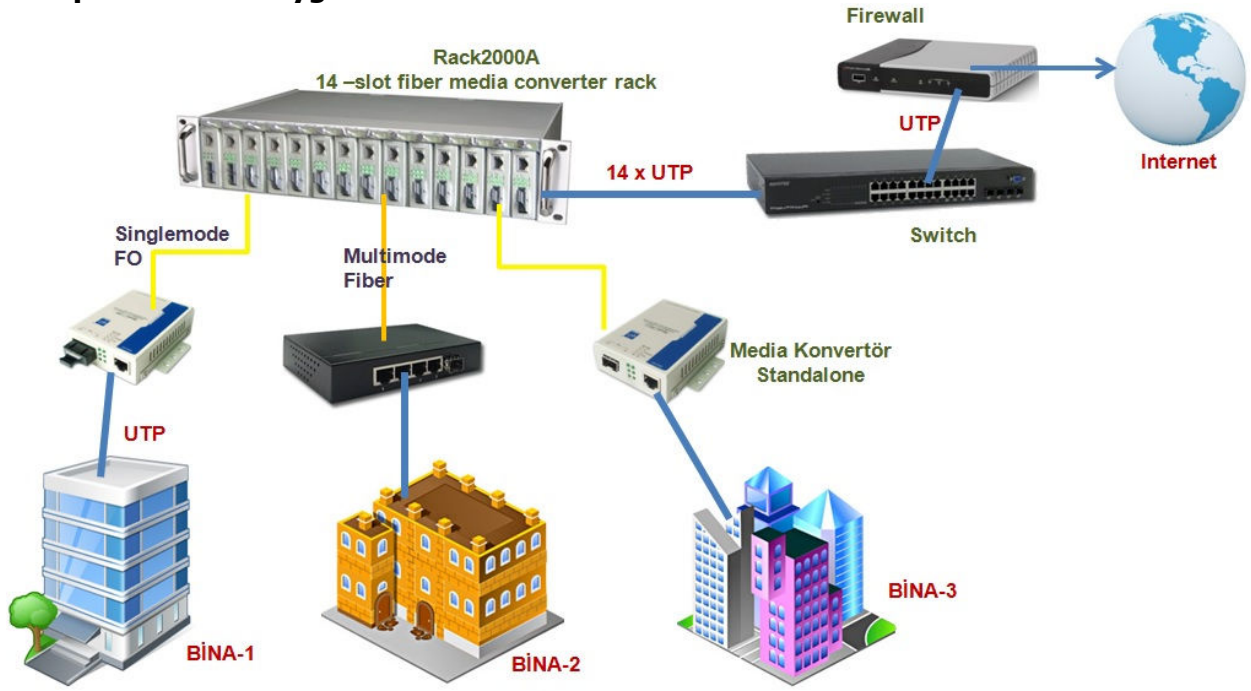 Firewall
Rack2000A
14 –slot fiber media converter rack
UTP
Internet
14 x UTP
Switch
Singlemode
FO
Multimode
Fiber
Media Konvertör
Standalone
UTP
BİNA-1
BİNA-2
BİNA-3